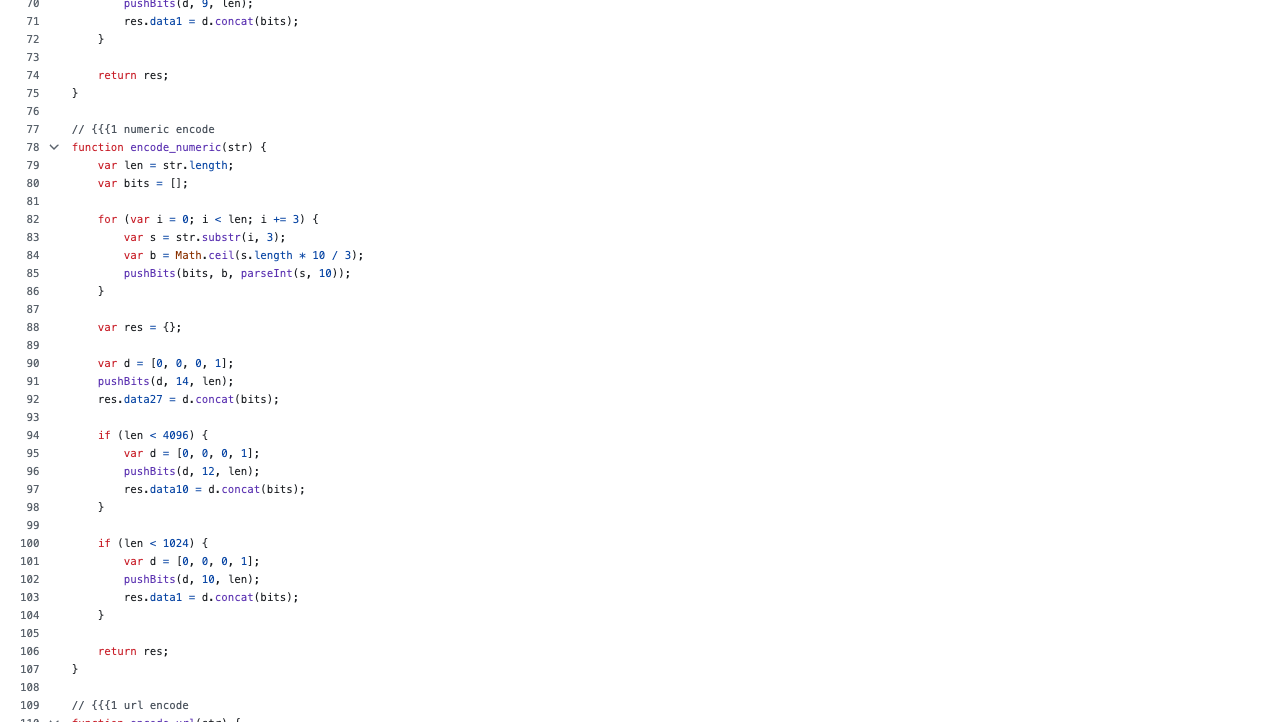 70 pushBits(d, 9, len);
71 res.data1 = d.concat(bits);
72 }
73
74 return res;
75 }
76
77 // {{{1 numeric encode
78 function encode_numeric(str) {
79 var len = str.length;
80 var bits = [];
81
82 for (var i = 0; i < len; i += 3) {
83 var s = str.substr(i, 3);
84 var b = Math.ceil(s.length * 10 / 3);
85 pushBits(bits, b, parseInt(s, 10));
86 }
87
88 var res = {};
89
90 var d = [0, 0, 0, 1];
91 pushBits(d, 14, len);
92 res.data27 = d.concat(bits);
93
94 if (len < 4096) {
95 var d = [0, 0, 0, 1];
96 pushBits(d, 12, len);
97 res.data10 = d.concat(bits);
98 }
99
100 if (len < 1024) {
101 var d = [0, 0, 0, 1];
102 pushBits(d, 10, len);
103 res.data1 = d.concat(bits);
104 }
105
106 return res;
107 }
108
109 // {{{1 url encode
110 function encode_url(str) {